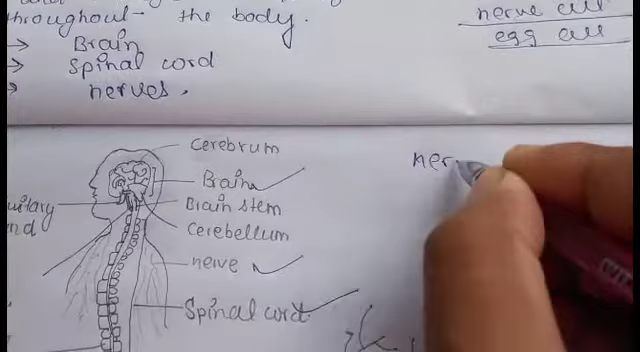 throughout the body.
→ Brain
→ Spinal cord
→ nerves.
nerve cell
egg cell
Cerebrum
Brain
Brain stem
Cerebellum
nerve
Spinal cord
ner